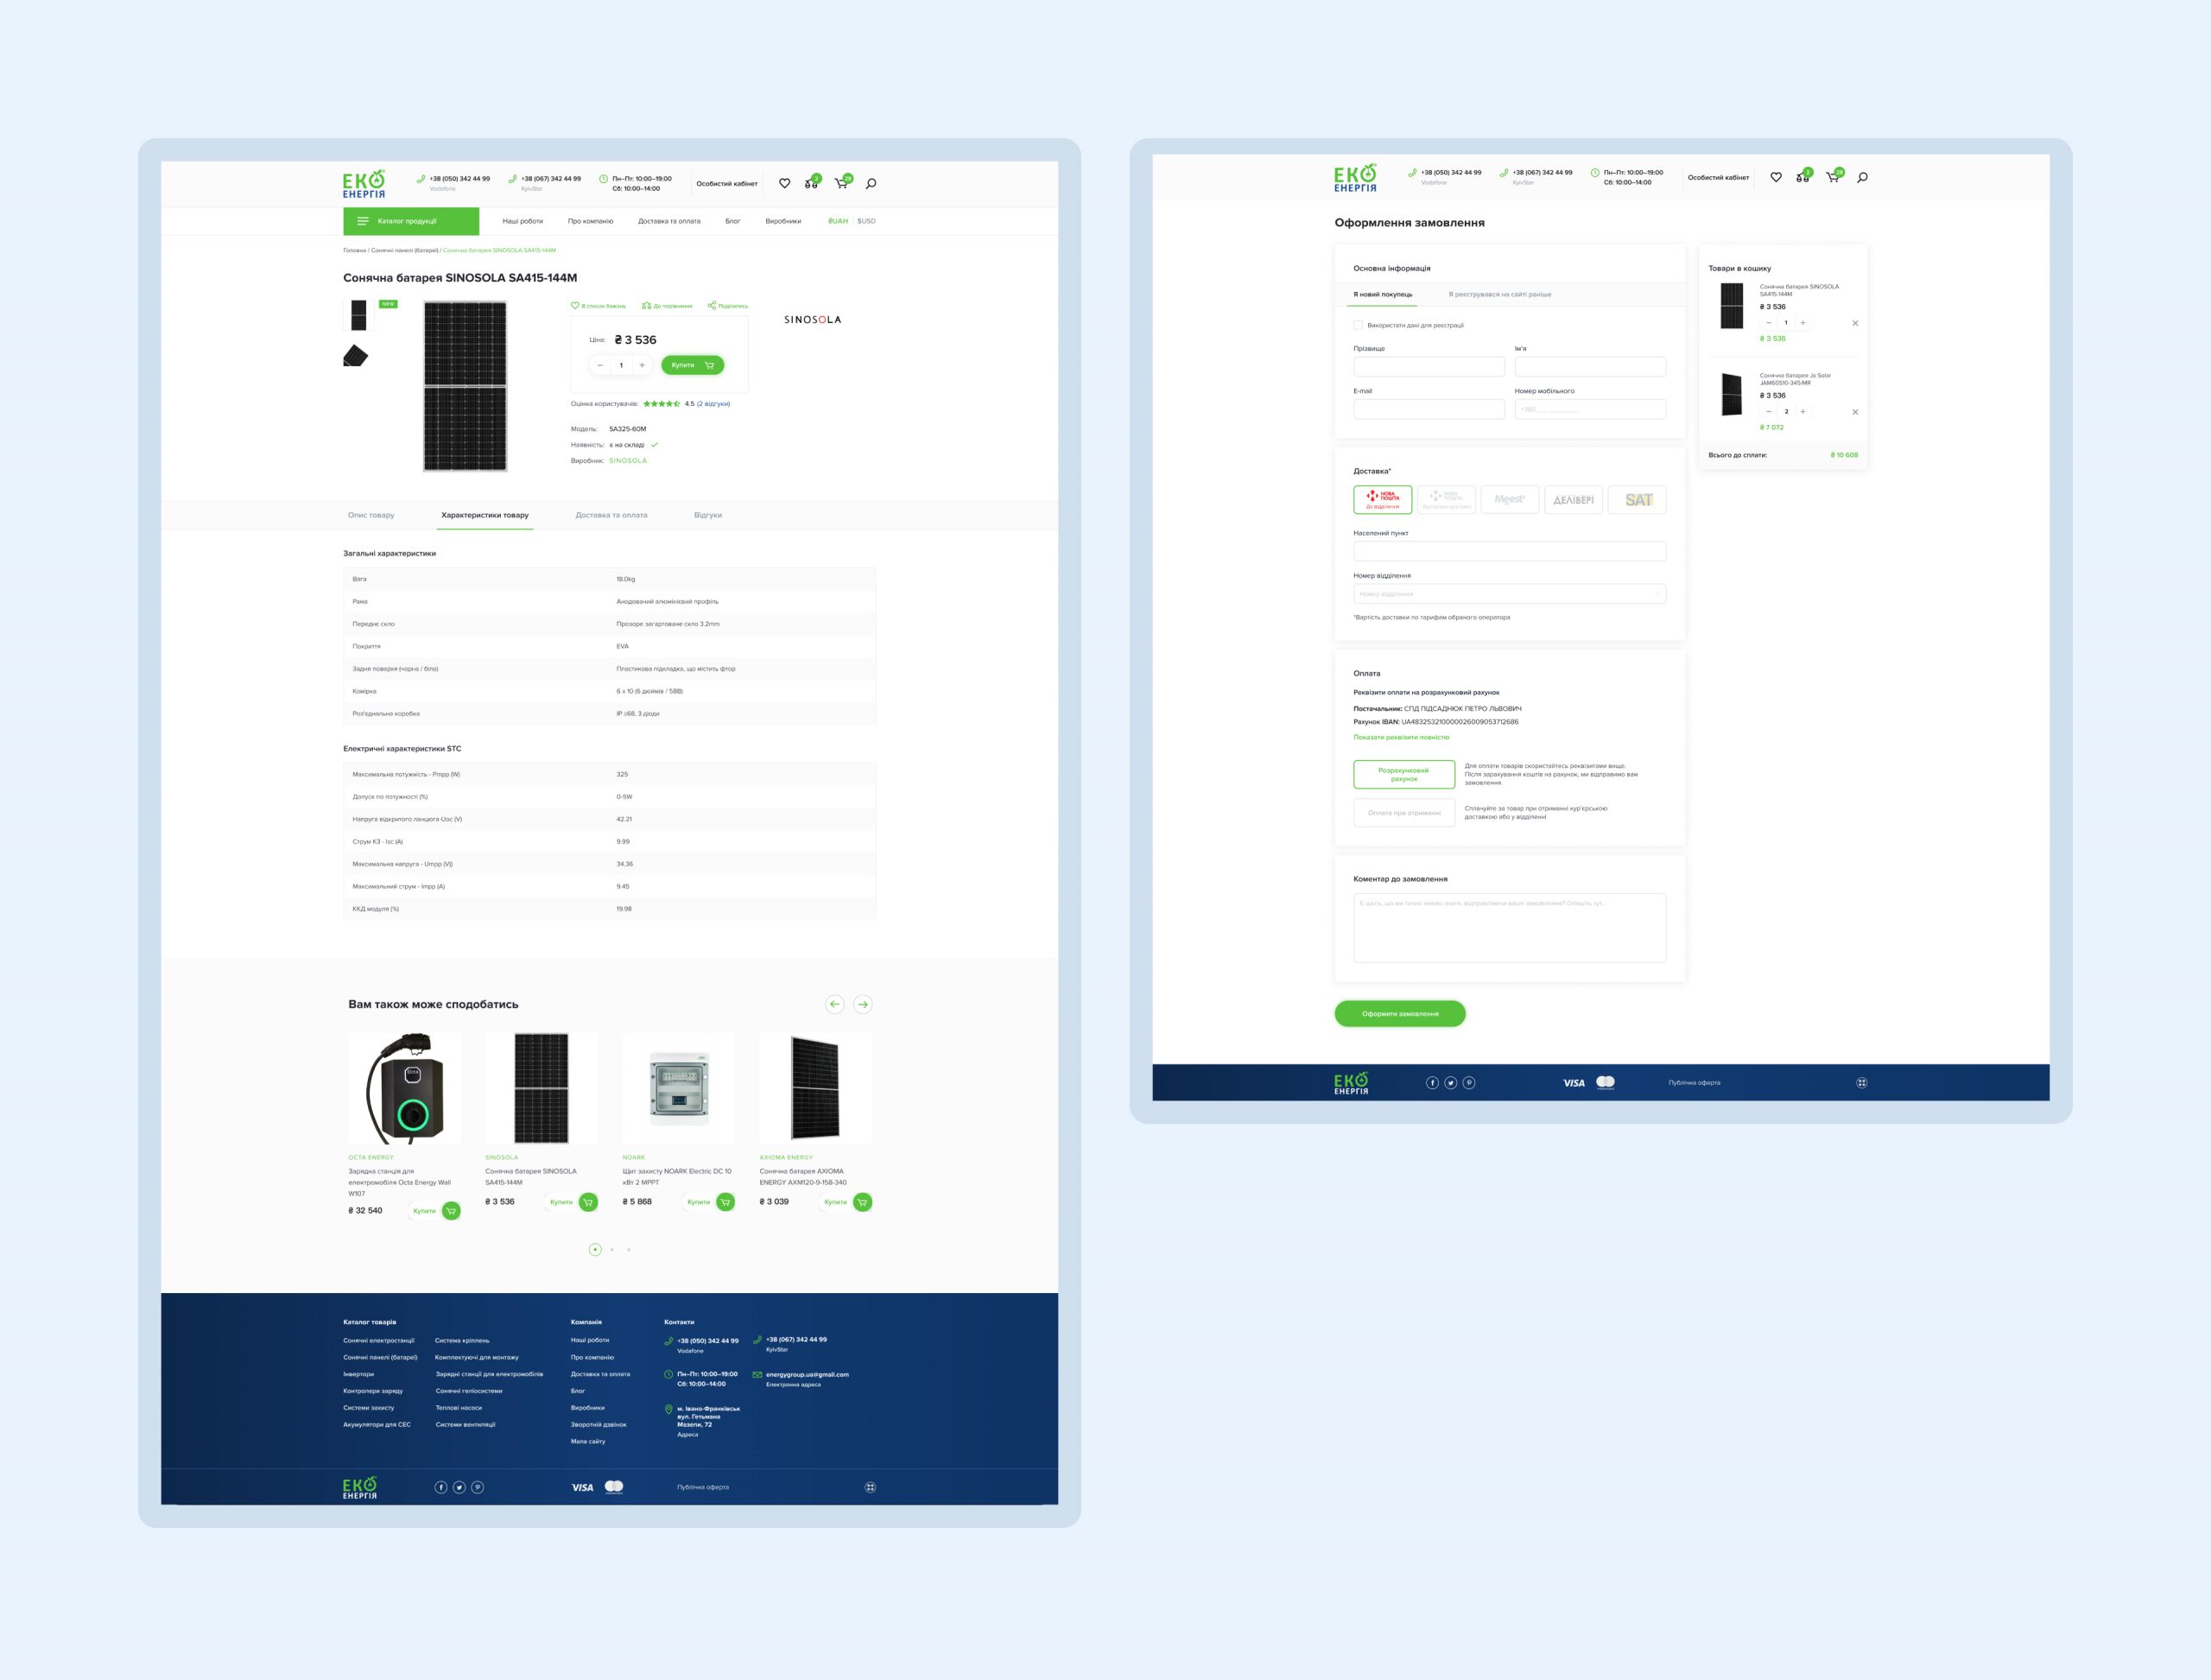 ЕКО
ЕНЕРГІЯ
+38 (050) 342 44 99
Vodafone
+38 (067) 342 44 99
KyivStar
Пн–Пт: 10:00–19:00
Сб: 10:00–14:00
Особистий кабінет
2
28
Каталог продукції
Наші роботи
Про компанію
Доставка та оплата
Блог
Виробники
₴UAH
$USD
Головна / Сонячні панелі (батареї) / Сонячна батарея SINOSOLA SA415-144M
Сонячна батарея SINOSOLA SA415-144M
NEW
В список бажань
До порівняння
Поділитись
SINOSOLA
Ціна:
₴ 3 536
– 1 +
Купити
Оцінка користувачів:
4.5 (2 відгуки)
Модель: SA325-60M
Наявність: є на складі
Виробник: SINOSOLA
Опис товару
Характеристики товару
Доставка та оплата
Відгуки
Загальні характеристики
Вага 18.0kg
Рама Анодований алюмінієвий профіль
Переднє скло Прозоре загартоване скло 3.2mm
Покриття EVA
Задня поверхня (чорна / біла) Пластикова підкладка, що містить фтор
Комірка 6 × 10 (6 дюймів / 5BB)
Роз'єднальна коробка IP ≥68, 3 діоди
Електричні характеристики STC
Максимальна потужність - Pmpp (W) 325
Допуск по потужності (%) 0-5W
Напруга відкритого ланцюга-Uoc (V) 42.21
Струм КЗ - Isc (A) 9.99
Максимальна напруга - Umpp (V)) 34.36
Максимальний струм - Impp (A) 9.45
ККД модуля (%) 19.98
Вам також може сподобатись
OCTA ENERGY
Зарядна станція для
електромобіля Octa Energy Wall
W107
₴ 32 540
Купити
SINOSOLA
Сонячна батарея SINOSOLA
SA415-144M
₴ 3 536
Купити
NOARK
Щит захисту NOARK Electric DC 10
кВт 2 MPPT
₴ 5 868
Купити
AXIOMA ENERGY
Сонячна батарея AXIOMA
ENERGY AXM120-9-158-340
₴ 3 039
Купити
Каталог товарів
Сонячні електростанції
Сонячні панелі (батареї)
Інвертори
Контролери заряду
Системи захисту
Акумулятори для СЕС
Система кріплень
Комплектуючі для монтажу
Зарядні станції для електромобілів
Сонячні геліосистеми
Теплові насоси
Системи вентиляції
Компанія
Наші роботи
Про компанію
Доставка та оплата
Блог
Виробники
Зворотній дзвінок
Мапа сайту
Контакти
+38 (050) 342 44 99
Vodafone
+38 (067) 342 44 99
KyivStar
Пн–Пт: 10:00–19:00
Сб: 10:00–14:00
energygroup.ua@gmail.com
Електронна адреса
м. Івано-Франківськ
вул. Гетьмана
Мазепи, 72
Адреса
ЕКО
ЕНЕРГІЯ
VISA
Публічна оферта
ЕКО
ЕНЕРГІЯ
+38 (050) 342 44 99
Vodafone
+38 (067) 342 44 99
KyivStar
Пн–Пт: 10:00–19:00
Сб: 10:00–14:00
Особистий кабінет
2
28
Оформлення замовлення
Основна інформація
Я новий покупець
Я реєструвався на сайті раніше
Використати дані для реєстрації
Прізвище
Ім'я
E-mail
Номер мобільного
+380___ _________
Доставка*
НОВА
ПОШТА
До відділення
НОВА
ПОШТА
Кур'єрська доставка
Meest
ДЕЛІВЕРІ
SAT
Населений пункт
Номер відділення
Номер відділення
*Вартість доставки по тарифам обраного оператора
Оплата
Реквізити оплати на розрахунковий рахунок
Постачальник: СПД ПІДСАДНЮК ПЕТРО ЛЬВОВИЧ
Рахунок IBAN: UA483253210000026009053712686
Показати реквізити повністю
Розрахунковий
рахунок
Для оплати товарів скористайтесь реквізитами вище.
Після зарахування коштів на рахунок, ми відправимо вам
замовлення.
Оплата при отриманні
Сплачуйте за товар при отриманні кур'єрською
доставкою або у відділенні
Коментар до замовлення
Є щось, що ми точно маємо знати, відправляючи ваше замовлення? Опишіть тут...
Оформити замовлення
Товари в кошику
Сонячна батарея SINOSOLA
SA415-144M
₴ 3 536
– 1 +
₴ 3 536
Сонячна батарея Ja Solar
JAM60S10-345/MR
₴ 3 536
– 2 +
₴ 7 072
Всього до сплати: ₴ 10 608
ЕКО
ЕНЕРГІЯ
VISA
Публічна оферта